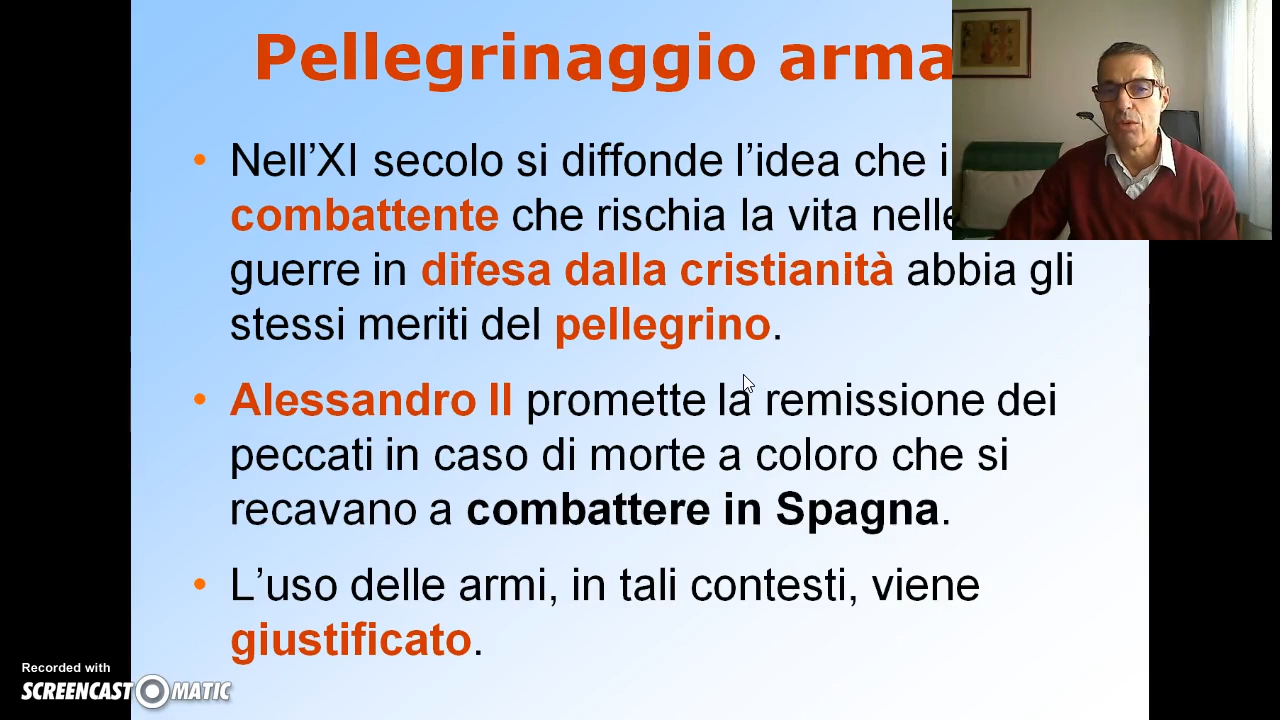 Pellegrinaggio arma
• Nell’XI secolo si diffonde l’idea che i
combattente che rischia la vita nelle
guerre in difesa dalla cristianità abbia gli
stessi meriti del pellegrino.
• Alessandro II promette la remissione dei
peccati in caso di morte a coloro che si
recavano a combattere in Spagna.
• L’uso delle armi, in tali contesti, viene
giustificato.
Recorded with
SCREENCAST-O-MATIC